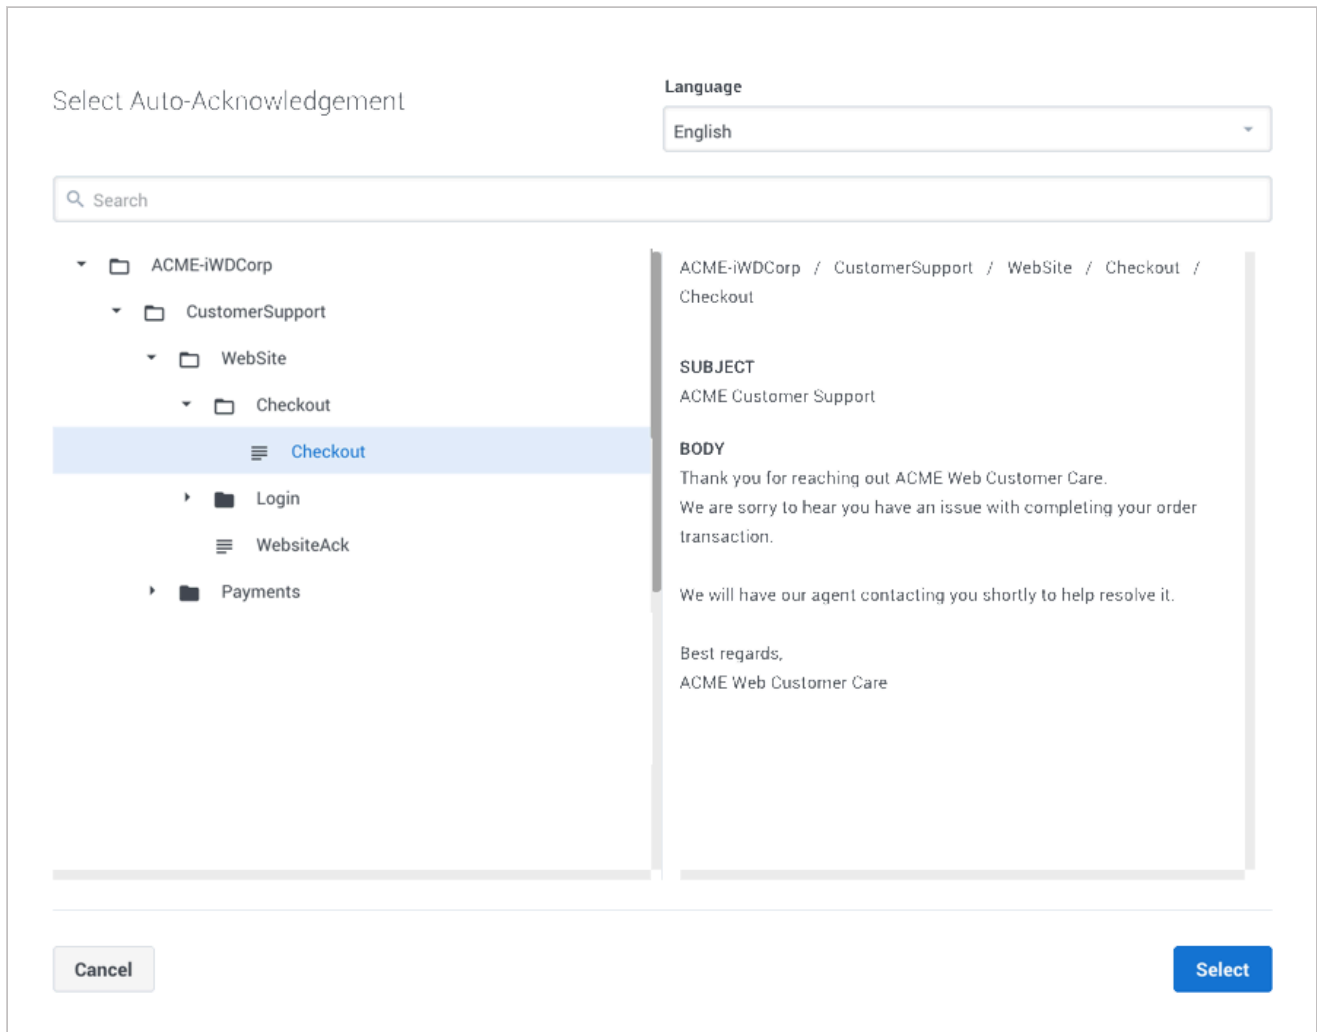 Select Auto-Acknowledgement
Language
English
Search
ACME-iWDCorp
CustomerSupport
WebSite
Checkout
Checkout
Login
WebsiteAck
Payments
ACME-iWDCorp / CustomerSupport / WebSite / Checkout /
Checkout
SUBJECT
ACME Customer Support
BODY
Thank you for reaching out ACME Web Customer Care.
We are sorry to hear you have an issue with completing your order
transaction.
We will have our agent contacting you shortly to help resolve it.
Best regards,
ACME Web Customer Care
Cancel
Select